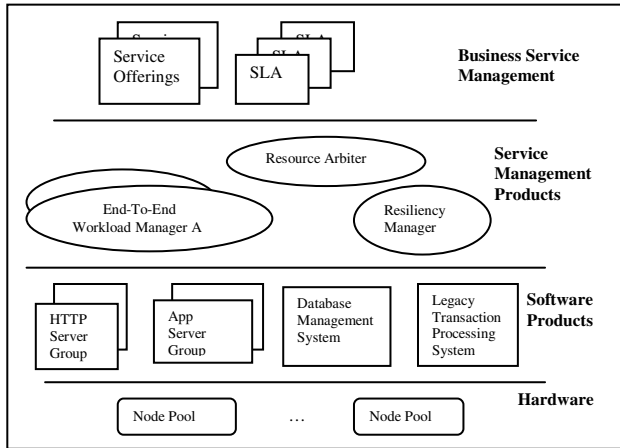 Service
Offerings
SLA
SLA
SLA
Business Service
Management
Resource Arbiter
Service
Management
Products
End-To-End
Workload Manager A
Resiliency
Manager
HTTP
Server
Group
App
Server
Group
Database
Management
System
Legacy
Transaction
Processing
System
Software
Products
Hardware
Node Pool
…
Node Pool